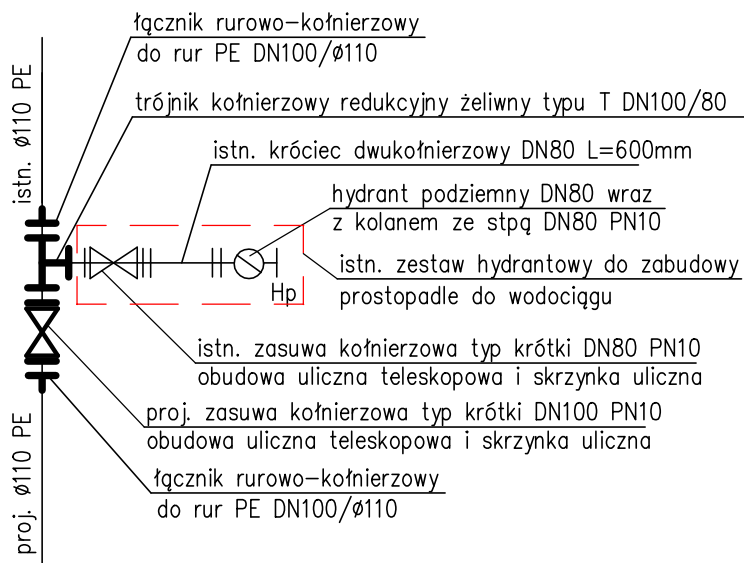 łącznik rurowo-kołnierzowy
do rur PE DN100/ø110
istn. ø110 PE
trójnik kołnierzowy redukcyjny żeliwny typu T DN100/80
istn. króciec dwukołnierzowy DN80 L=600mm
hydrant podziemny DN80 wraz
z kolanem ze stpą DN80 PN10
istn. zestaw hydrantowy do zabudowy
prostopadle do wodociągu
Hp
istn. zasuwa kołnierzowa typ krótki DN80 PN10
obudowa uliczna teleskopowa i skrzynka uliczna
proj. zasuwa kołnierzowa typ krótki DN100 PN10
obudowa uliczna teleskopowa i skrzynka uliczna
proj. ø110 PE
łącznik rurowo-kołnierzowy
do rur PE DN100/ø110